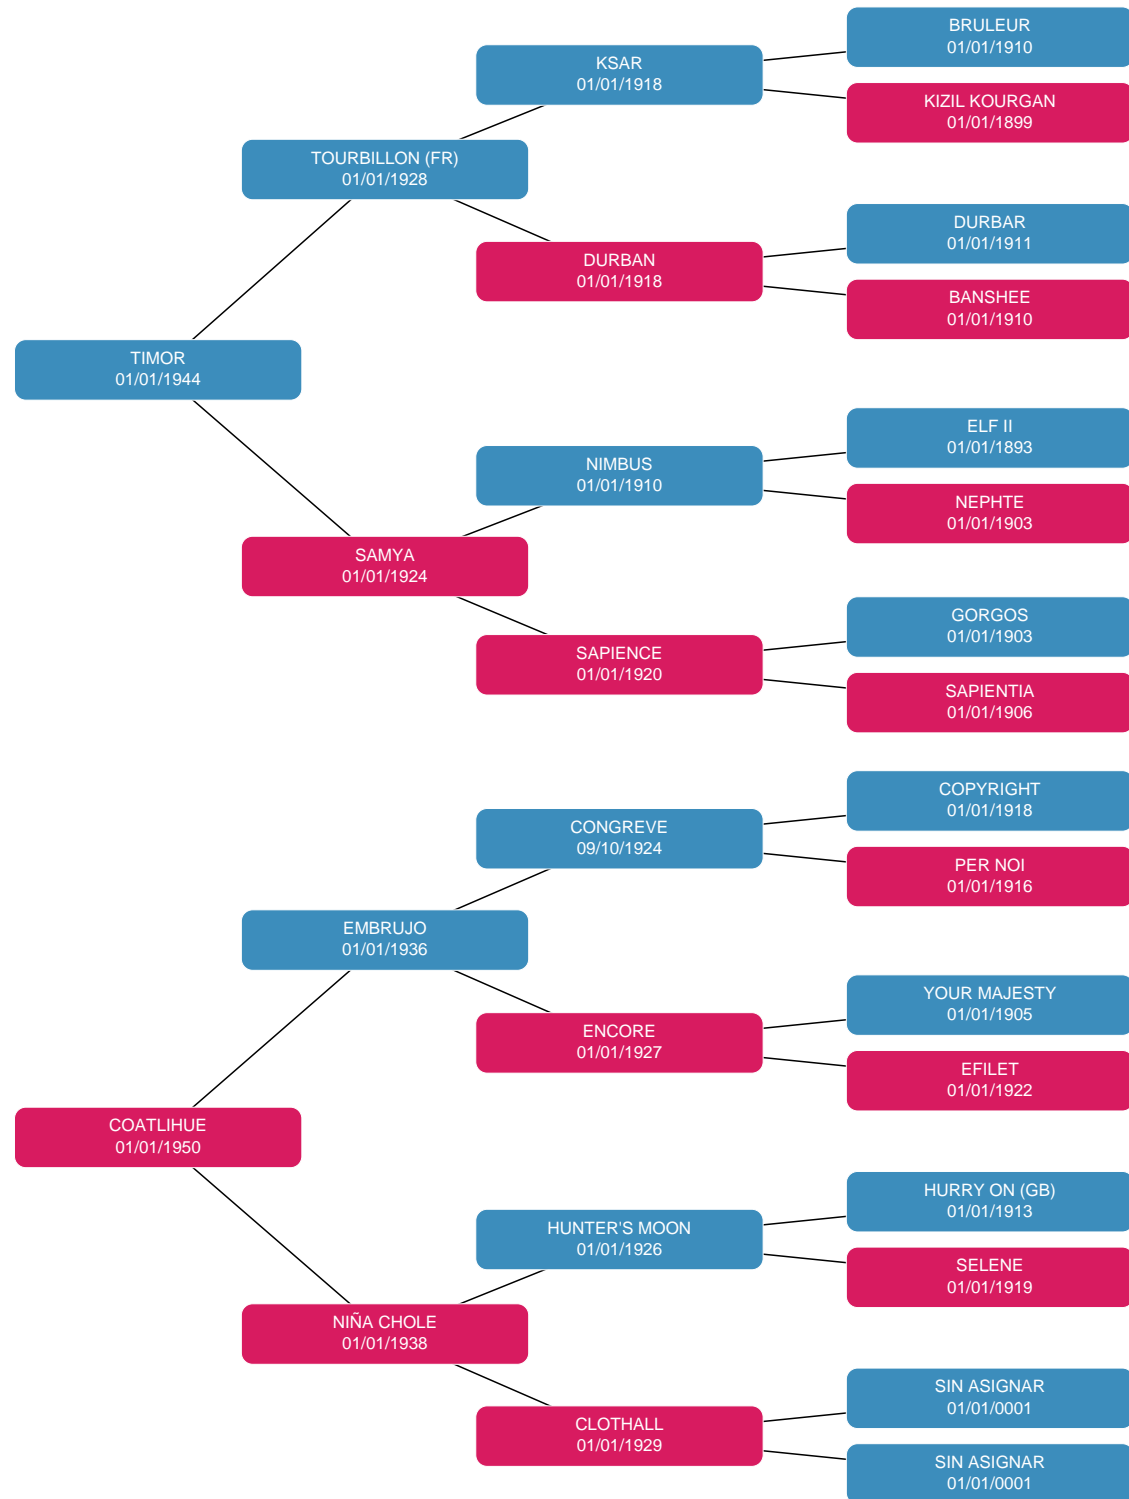 BRULEUR
01/01/1910
KSAR
01/01/1918
KIZIL KOURGAN
01/01/1899
TOURBILLON (FR)
01/01/1928
DURBAR
01/01/1911
DURBAN
01/01/1918
BANSHEE
01/01/1910
TIMOR
01/01/1944
ELF II
01/01/1893
NIMBUS
01/01/1910
NEPHTE
01/01/1903
SAMYA
01/01/1924
GORGOS
01/01/1903
SAPIENCE
01/01/1920
SAPIENTIA
01/01/1906
COPYRIGHT
01/01/1918
CONGREVE
09/10/1924
PER NOI
01/01/1916
EMBRUJO
01/01/1936
YOUR MAJESTY
01/01/1905
ENCORE
01/01/1927
EFILET
01/01/1922
COATLIHUE
01/01/1950
HURRY ON (GB)
01/01/1913
HUNTER'S MOON
01/01/1926
SELENE
01/01/1919
NIÑA CHOLE
01/01/1938
SIN ASIGNAR
01/01/0001
CLOTHALL
01/01/1929
SIN ASIGNAR
01/01/0001